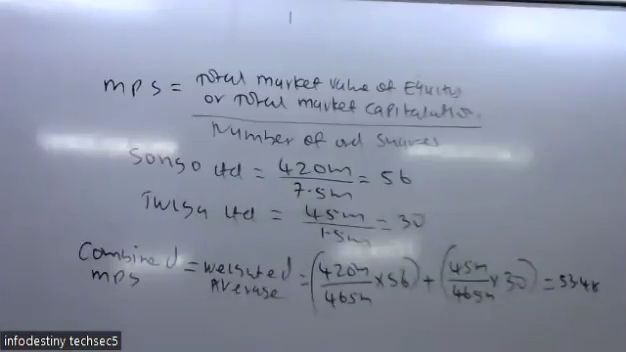 MPS = Total market value of Equity
or Total market Capitalization.
Number of ord Shares
Songo Ltd = 420m / 7.5m = 56
Twiga Ltd = 45m / 1.5m = 30
Combined MPS = Weighted Average = (420m / 465m x 56) + (45m / 465m x 30) = 53.48
infodestiny techsec5